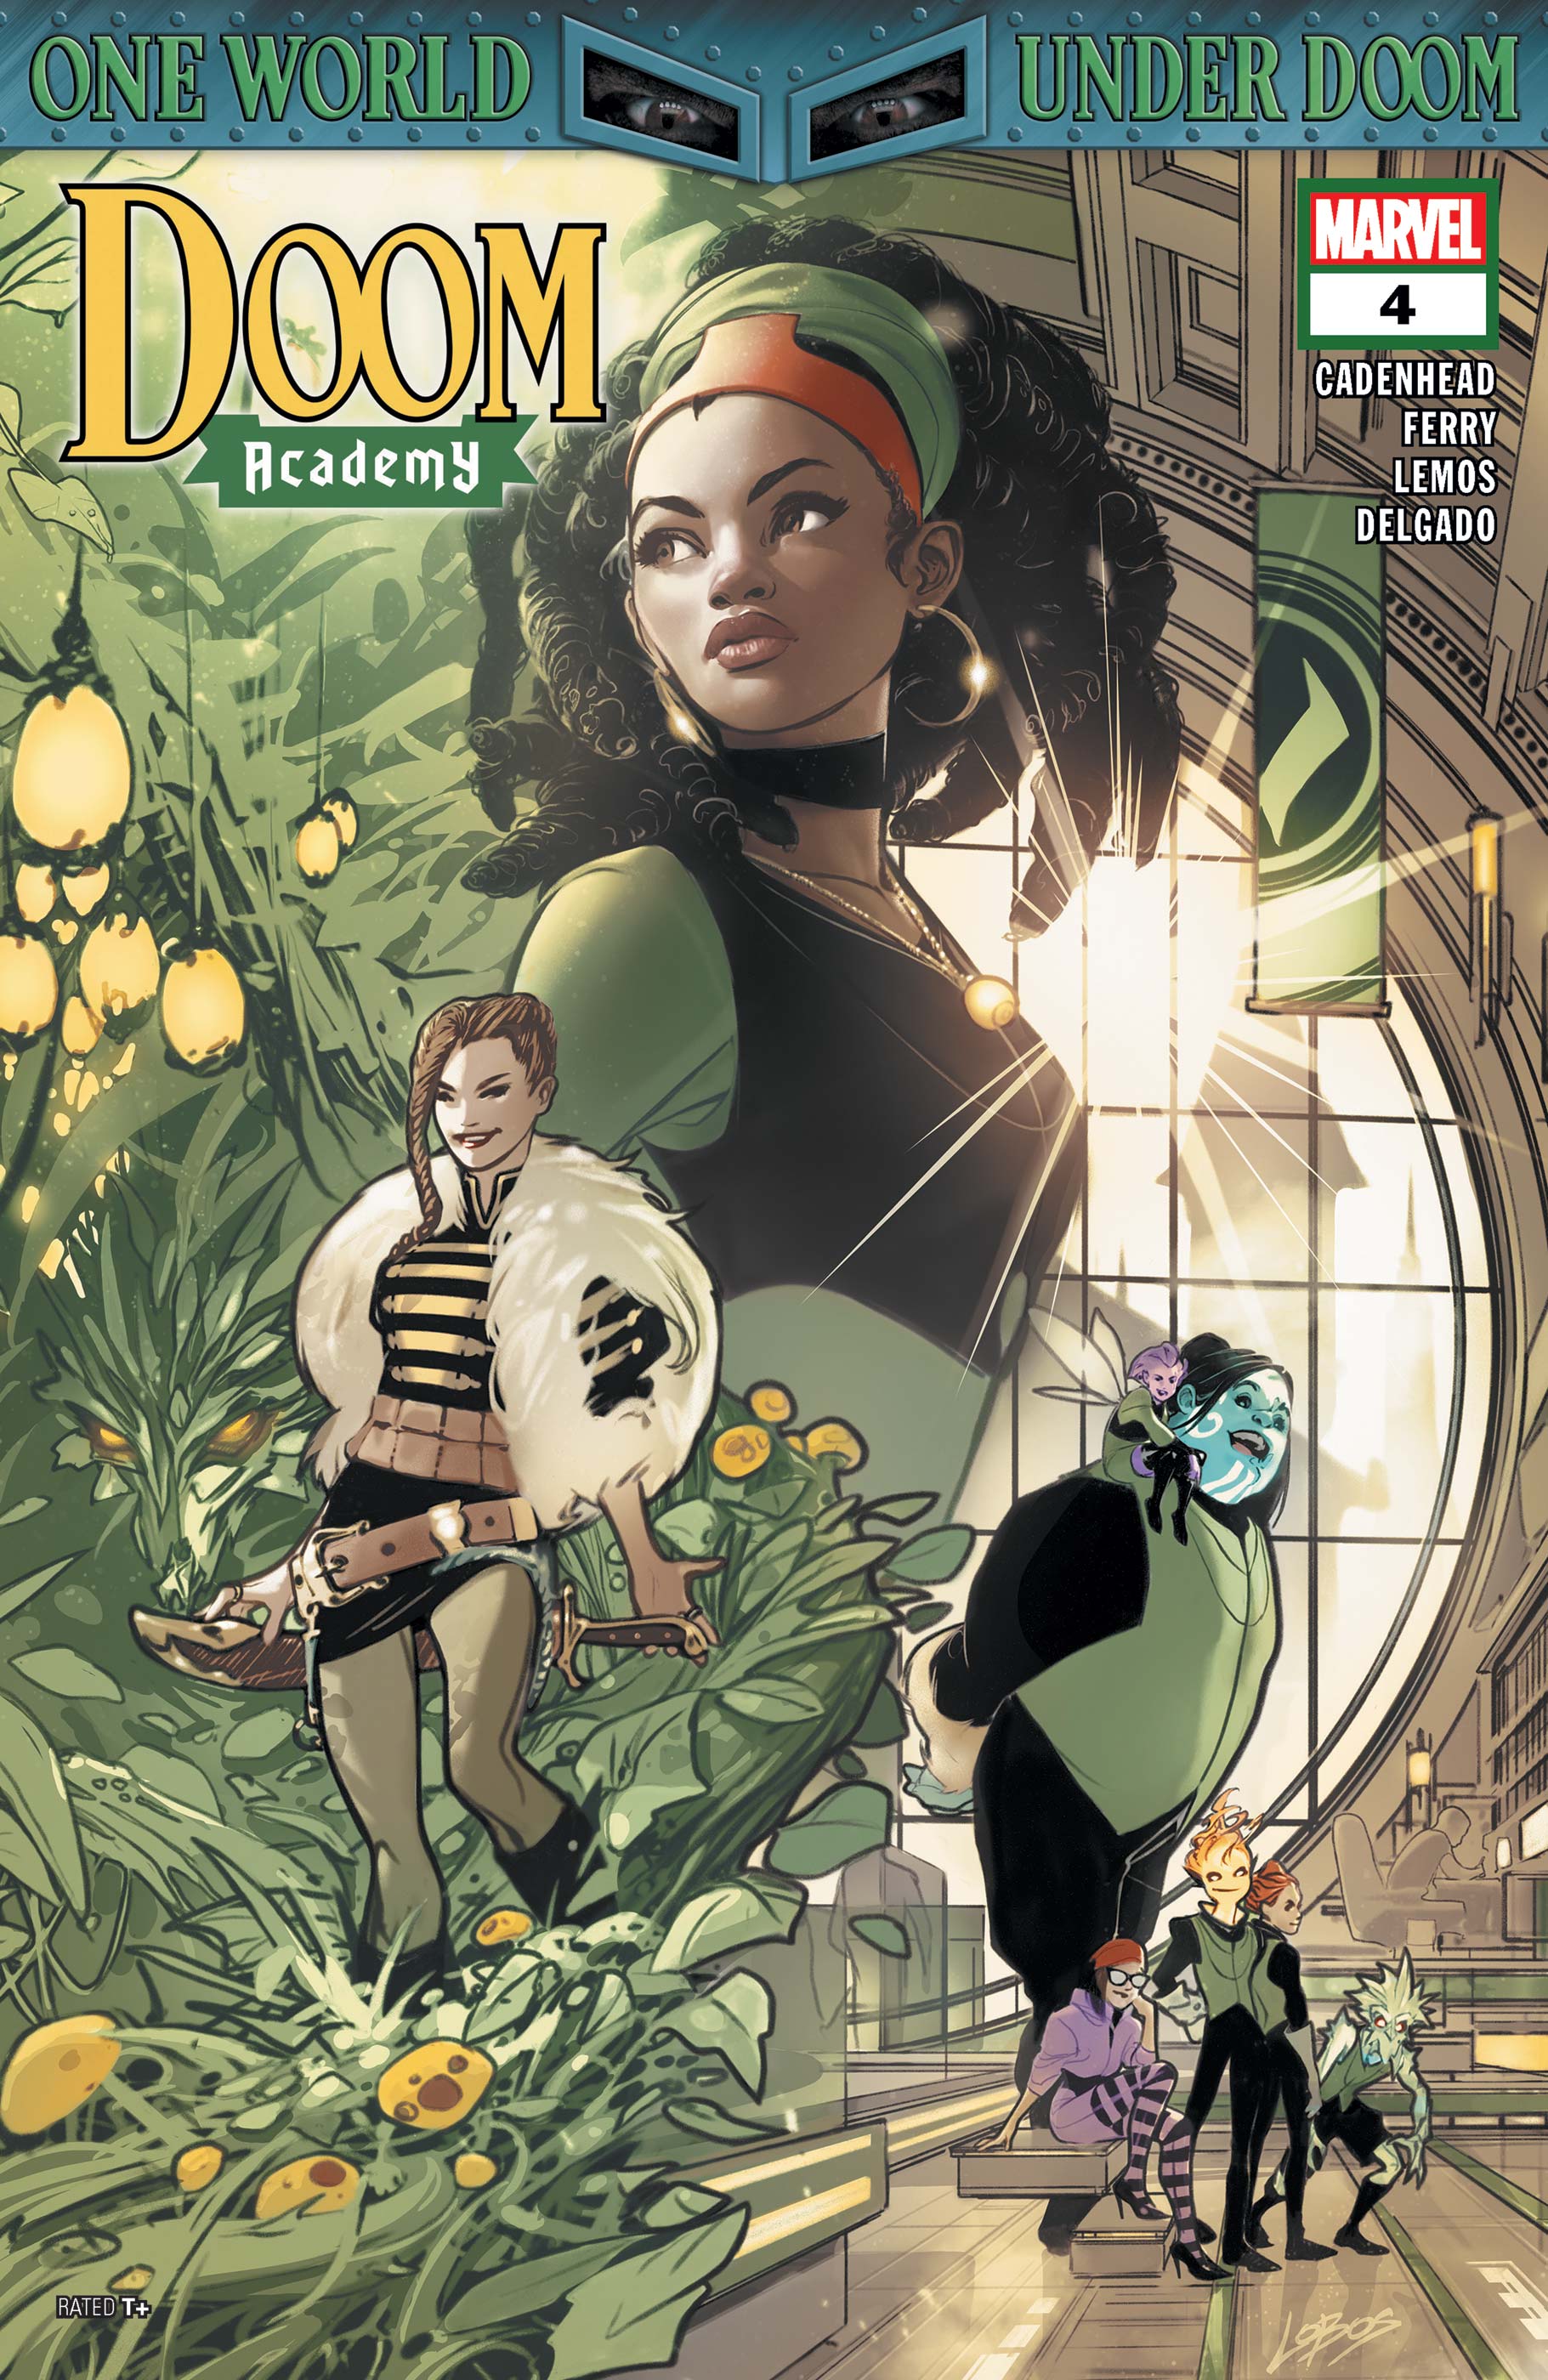 ONE WORLD UNDER DOOM
DOOM
Academy
MARVEL
4
CADENHEAD
FERRY
LEMOS
DELGADO
RATED T+
LOBOS